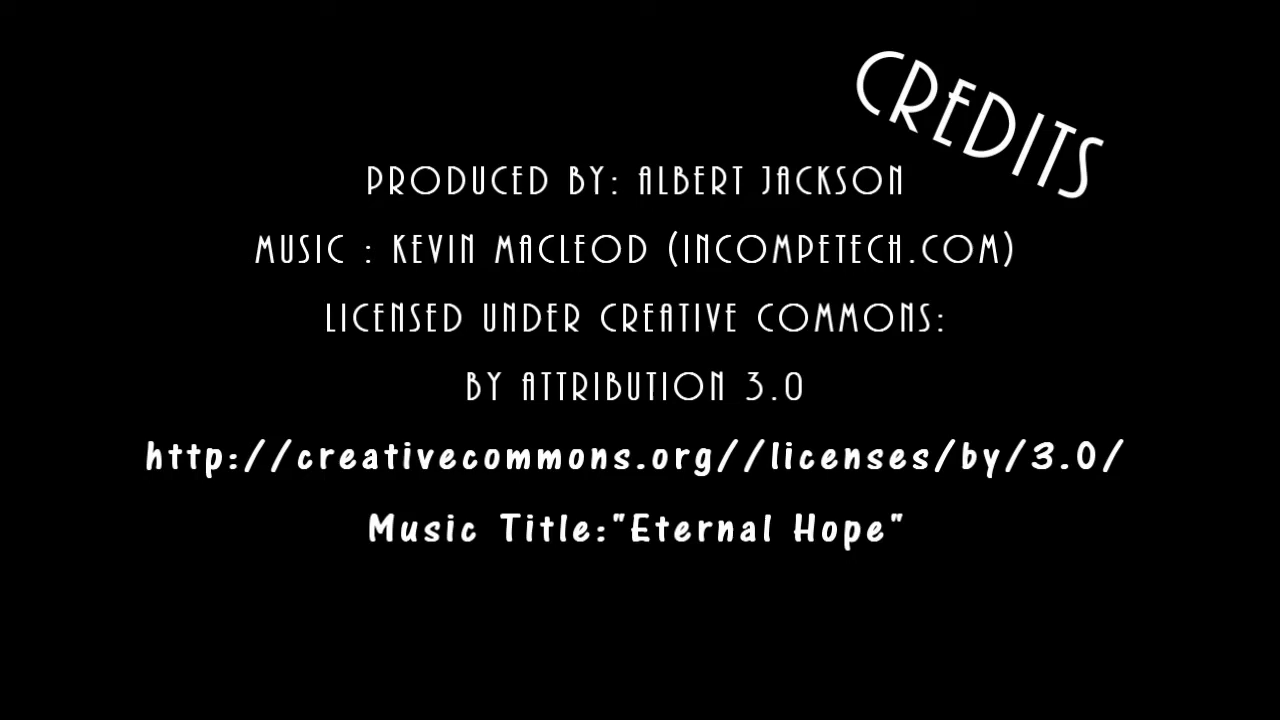 CREDITS
PRODUCED BY: ALBERT JACKSON
MUSIC : KEVIN MACLEOD (INCOMPETECH.COM)
LICENSED UNDER CREATIVE COMMONS:
BY ATTRIBUTION 3.0
http://creativecommons.org//licenses/by/3.0/
Music Title:"Eternal Hope"